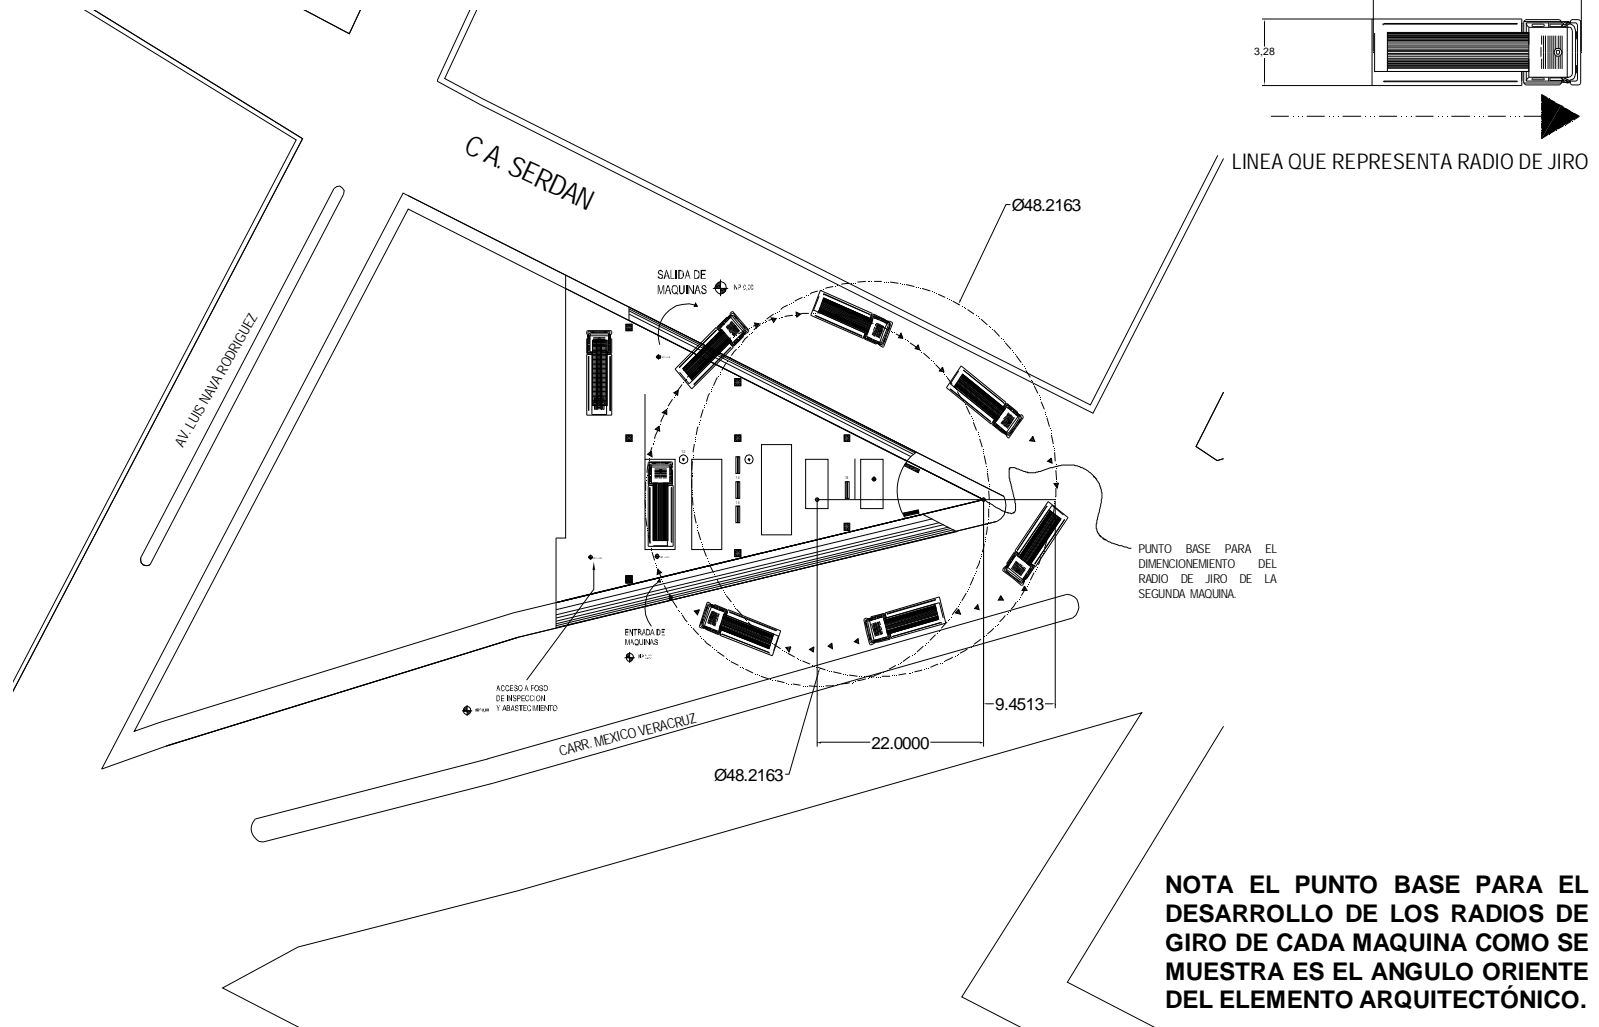 3,28
LINEA QUE REPRESENTA RADIO DE JIRO
C A. SERDAN
Ø48.2163
SALIDA DE
MAQUINAS
AV. LUIS NAVA RODRIGUEZ
PUNTO BASE PARA EL
DIMENCIONEMIENTO DEL
RADIO DE JIRO DE LA
SEGUNDA MAQUINA.
ENTRADA DE
MAQUINAS
ACCESO A FOSO
DE INSPECCION
Y ABASTECIMIENTO
9.4513
CARR. MEXICO VERACRUZ
22.0000
Ø48.2163
NOTA EL PUNTO BASE PARA EL
DESARROLLO DE LOS RADIOS DE
GIRO DE CADA MAQUINA COMO SE
MUESTRA ES EL ANGULO ORIENTE
DEL ELEMENTO ARQUITECTÓNICO.